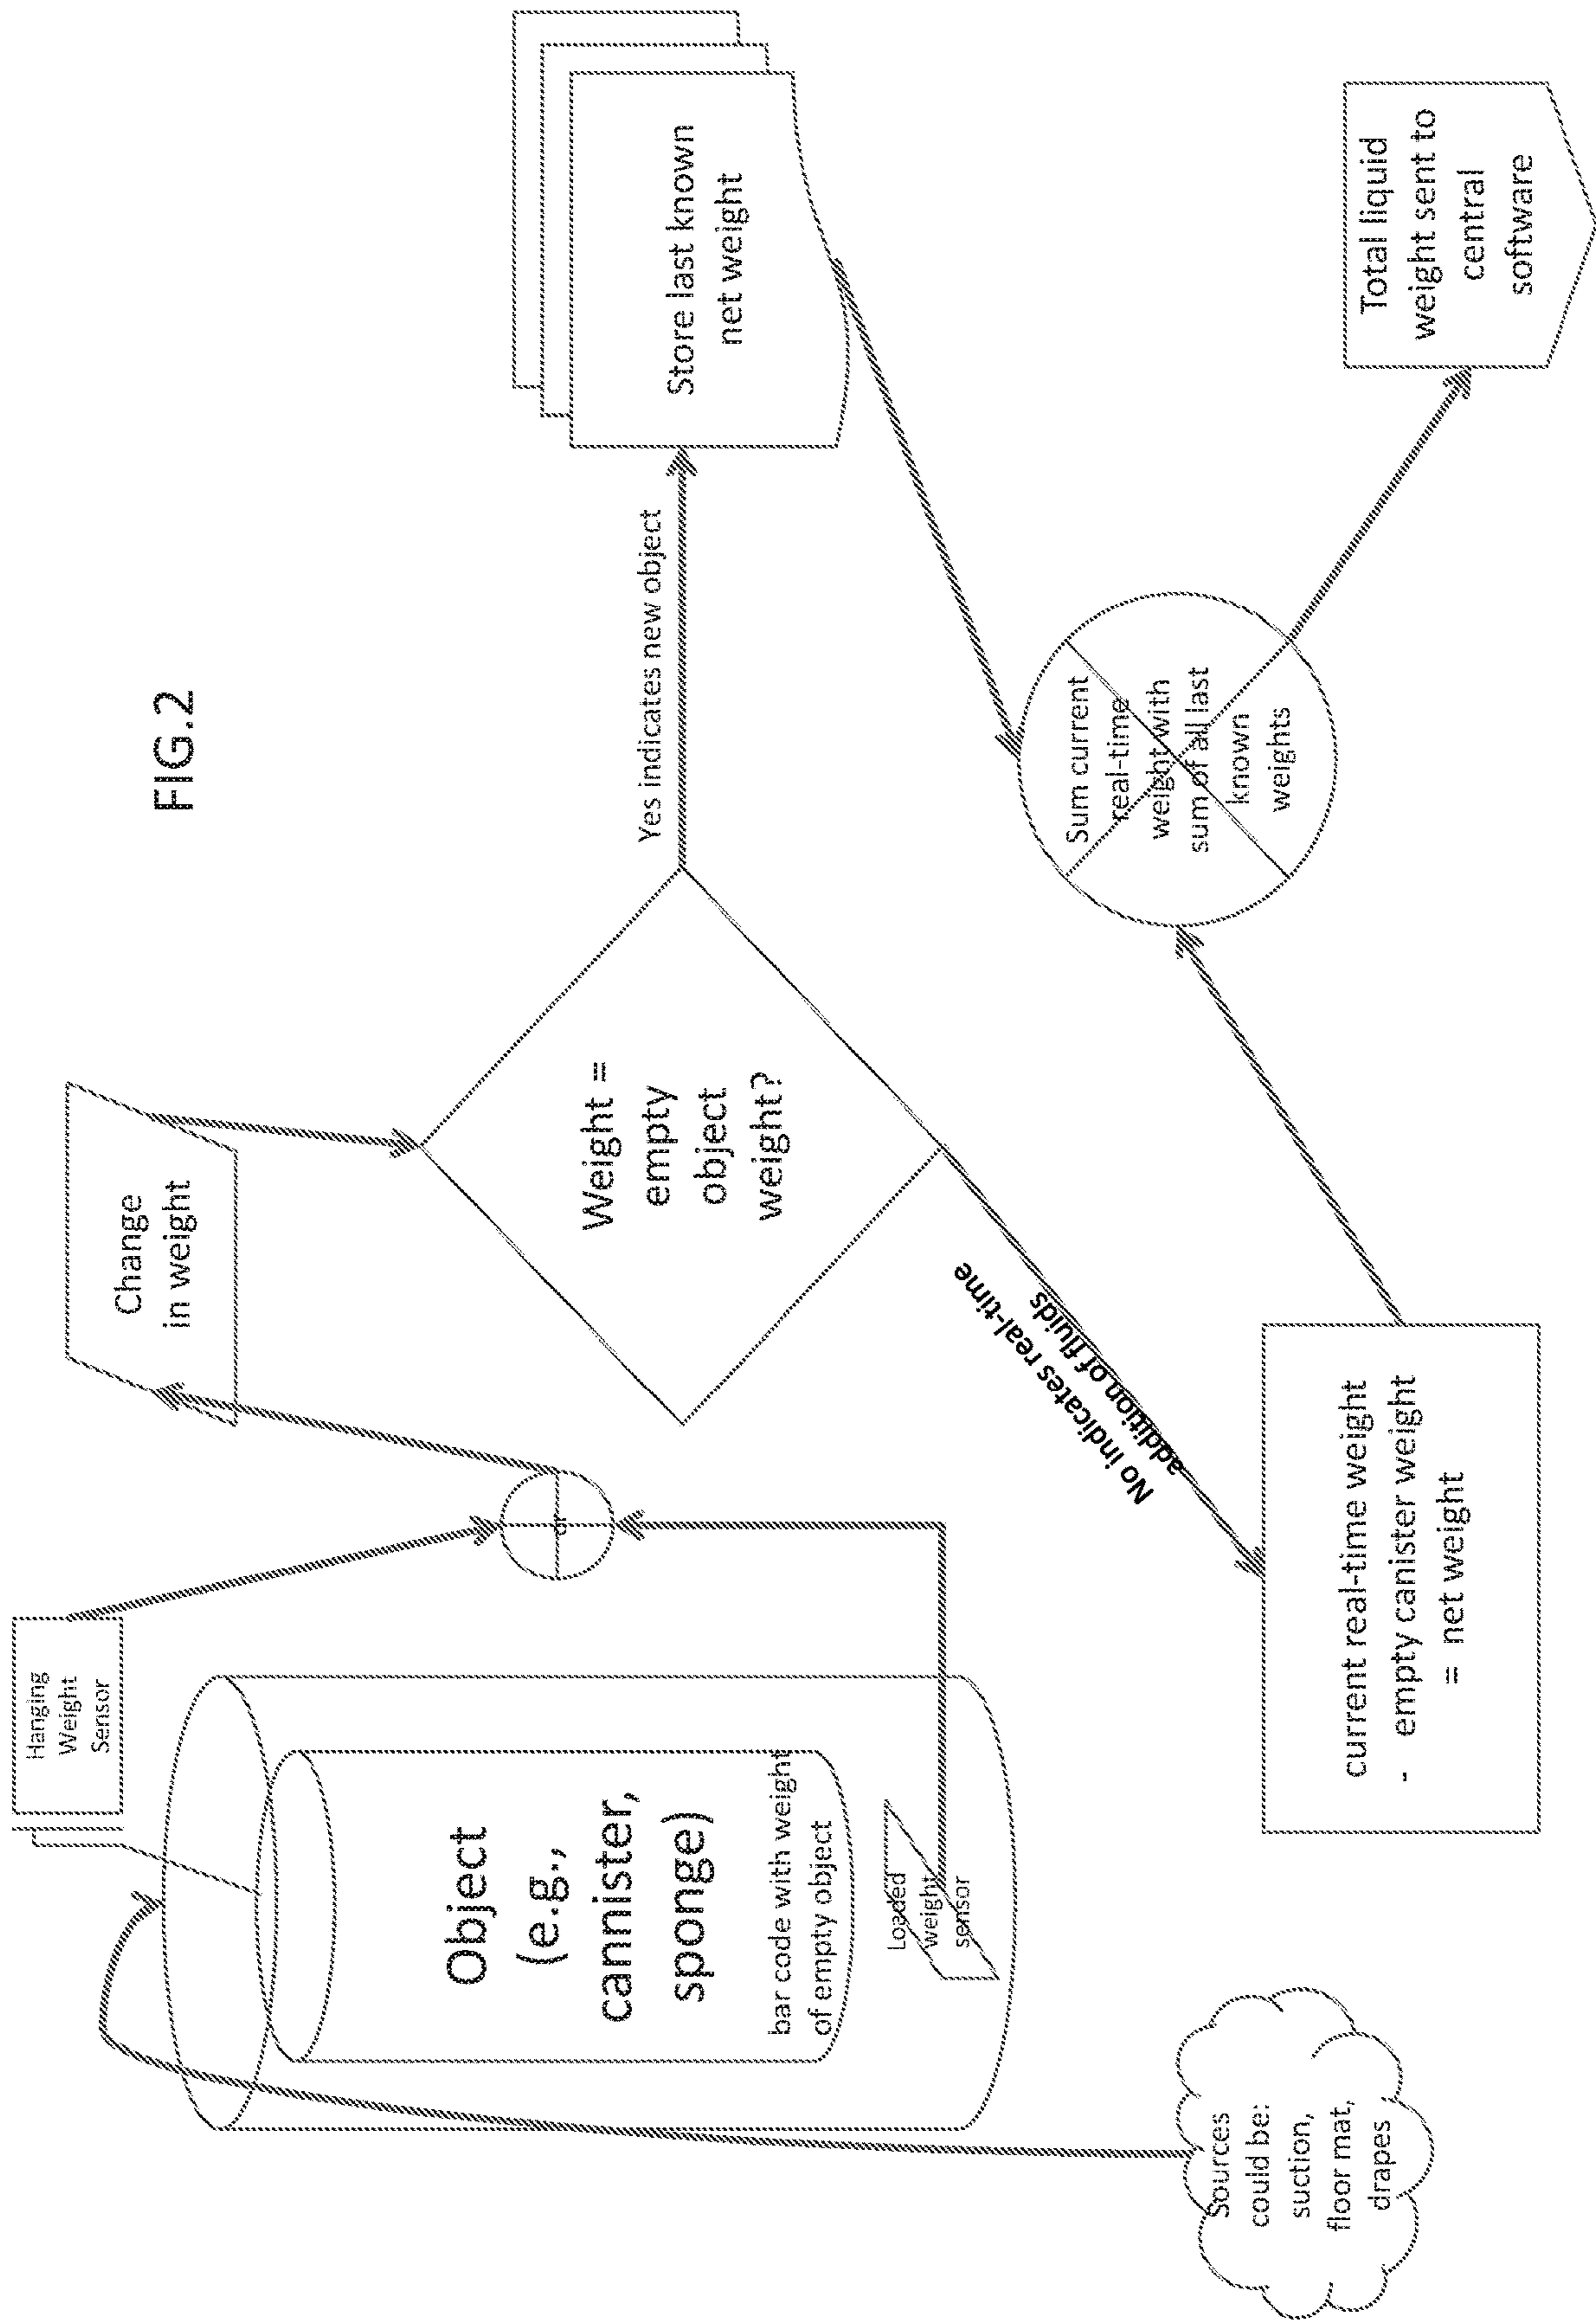 FIG.2
Hanging
Weight
Sensor
Change
in weight
Object
(e.g.,
cannister,
sponge)
bar code with weight
of empty object
Loaded
weight
sensor
or
Sources
could be:
suction,
floor mat,
drapes
Weight =
empty
object
weight?
Yes indicates new object
Store last known
net weight
No indicates real-time
addition of fluids
current real-time weight
- empty canister weight
= net weight
Sum current
real-time
weight with
sum of all last
known
weights
Total liquid
weight sent to
central
software